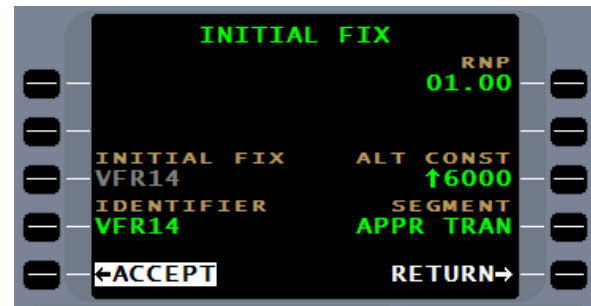 INITIAL FIX
RNP
01.00
INITIAL FIX ALT CONST
VFR14 ↑6000
IDENTIFIER SEGMENT
VFR14 APPR TRAN
←ACCEPT RETURN→